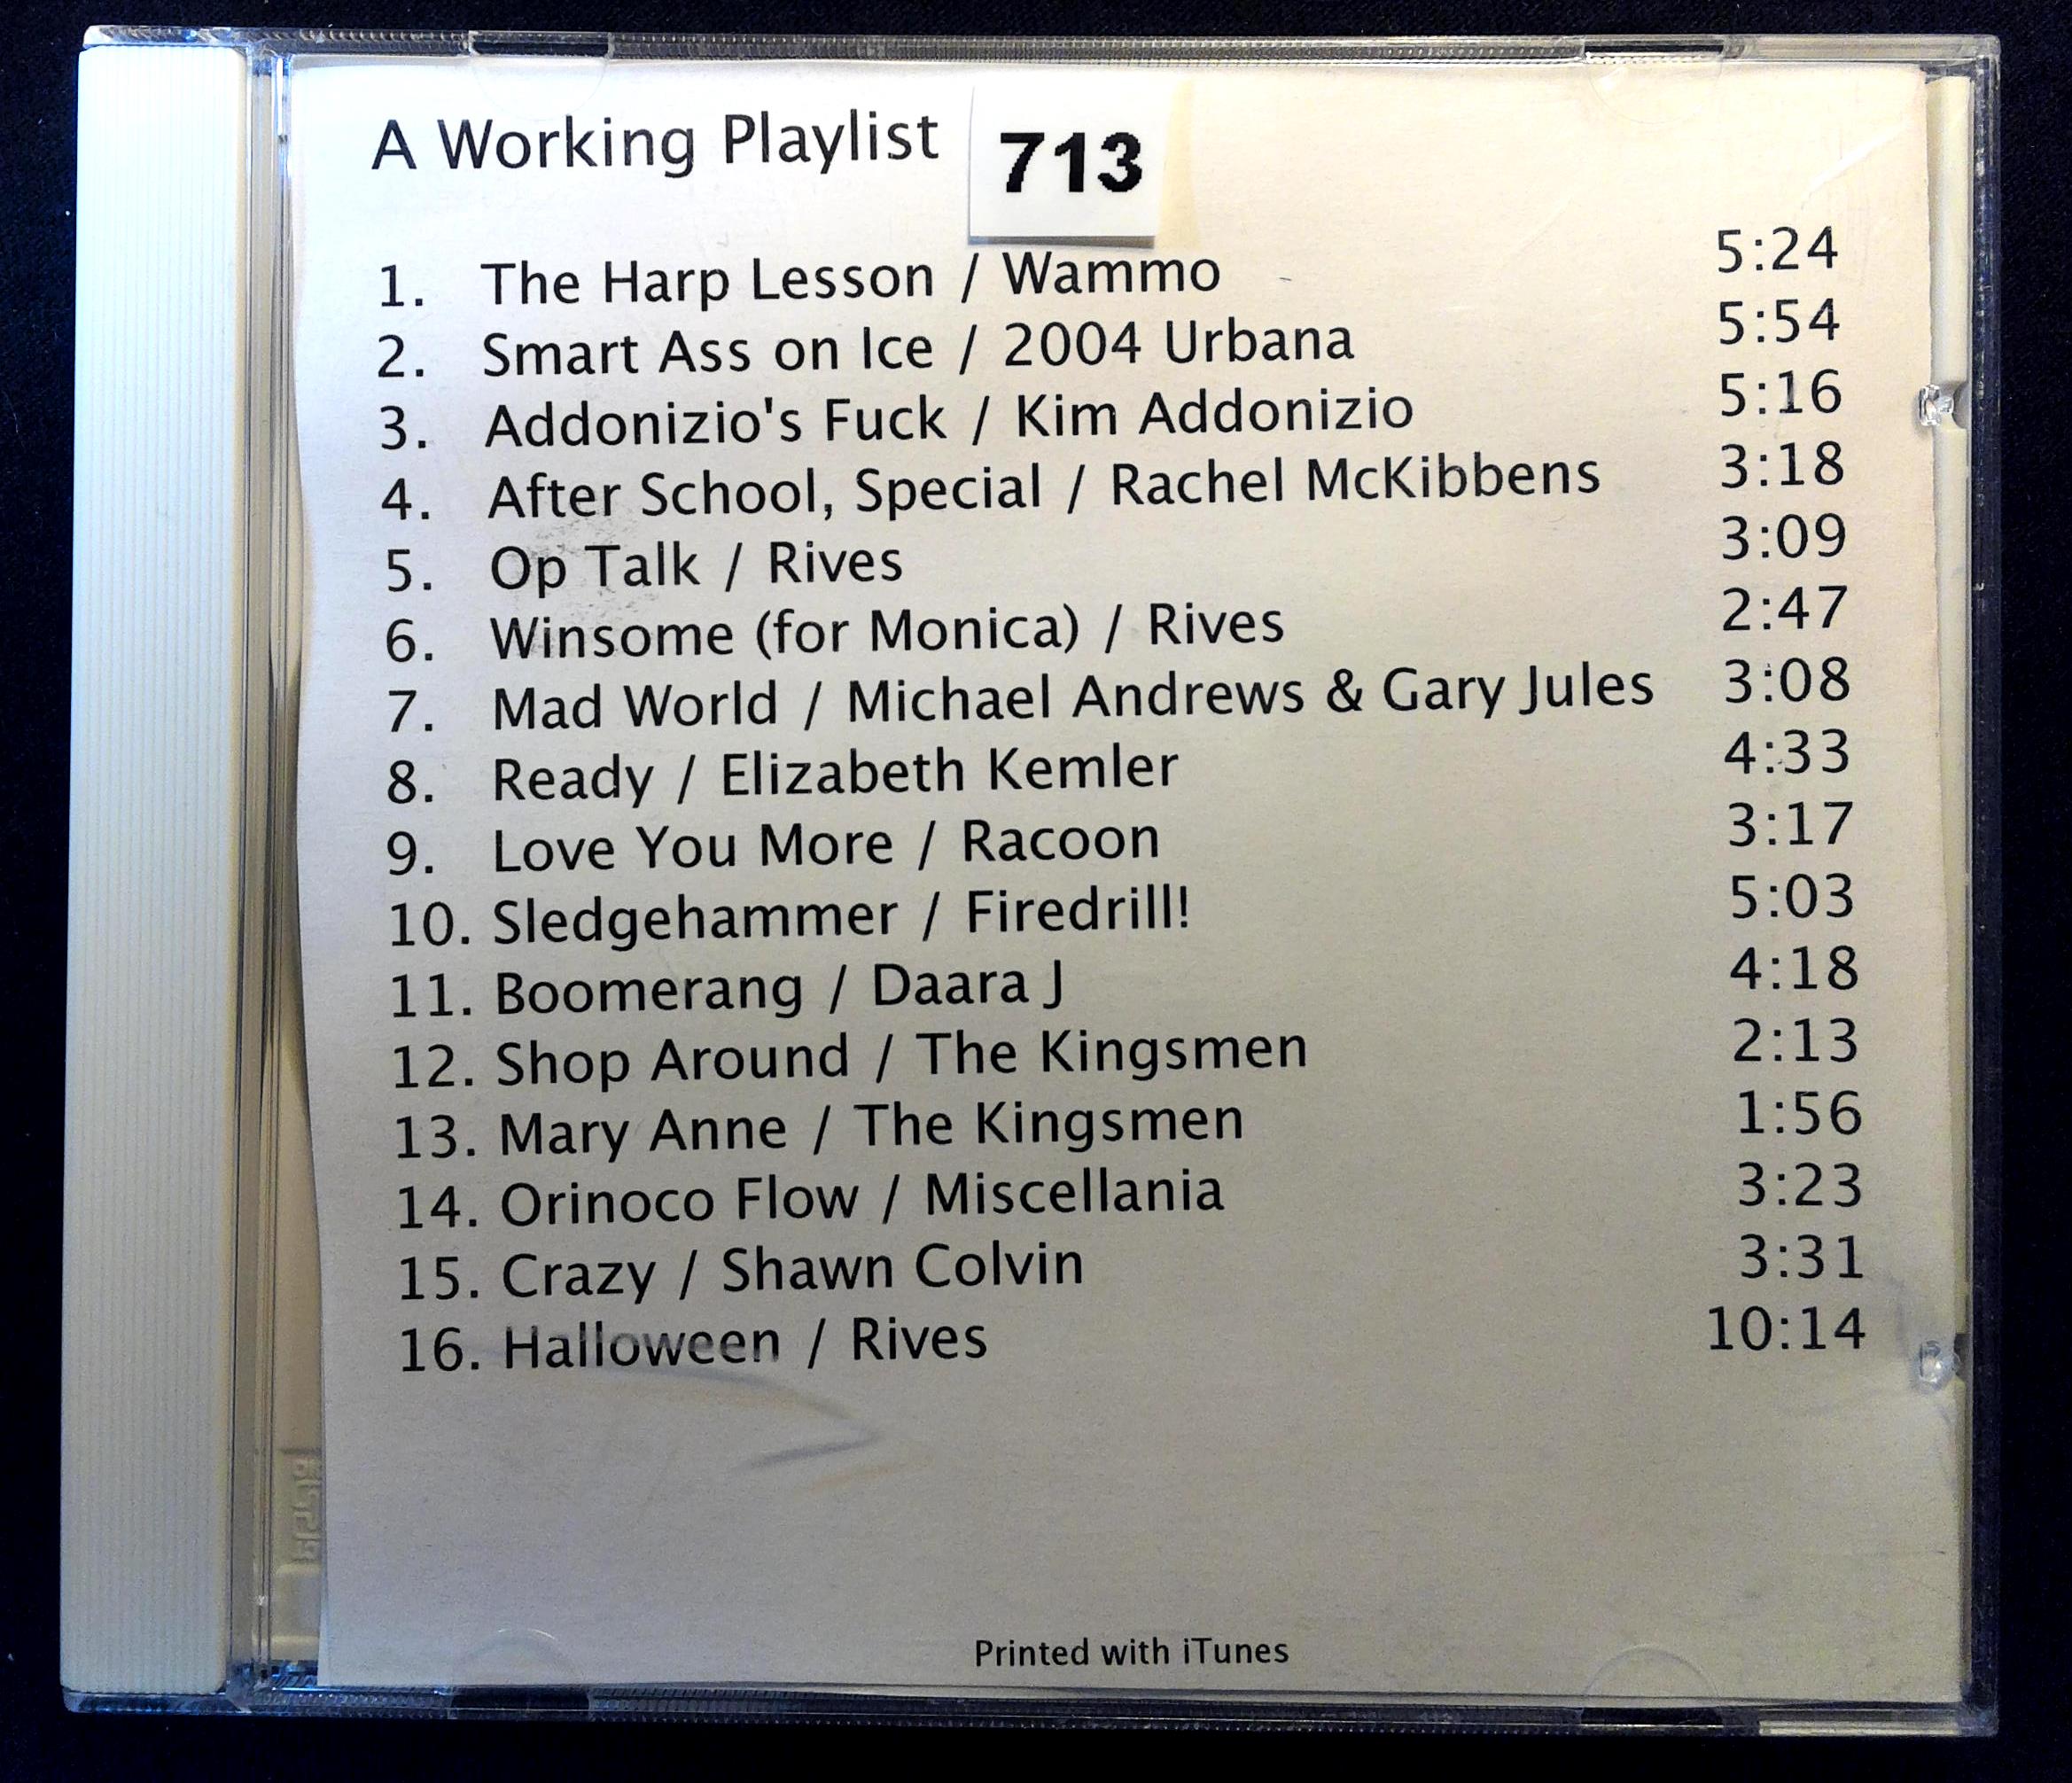 A Working Playlist 713
1. The Harp Lesson / Wammo 5:24
2. Smart Ass on Ice / 2004 Urbana 5:54
3. Addonizio's Fuck / Kim Addonizio 5:16
4. After School, Special / Rachel McKibbens 3:18
5. Op Talk / Rives 3:09
6. Winsome (for Monica) / Rives 2:47
7. Mad World / Michael Andrews & Gary Jules 3:08
8. Ready / Elizabeth Kemler 4:33
9. Love You More / Racoon 3:17
10. Sledgehammer / Firedrill! 5:03
11. Boomerang / Daara J 4:18
12. Shop Around / The Kingsmen 2:13
13. Mary Anne / The Kingsmen 1:56
14. Orinoco Flow / Miscellania 3:23
15. Crazy / Shawn Colvin 3:31
16. Halloween / Rives 10:14
Printed with iTunes